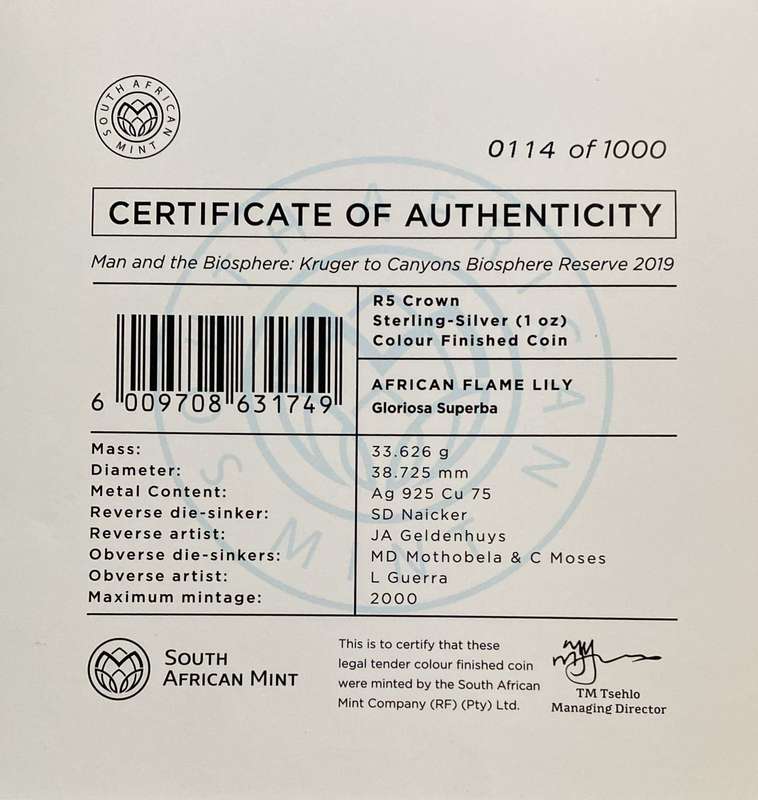 SOUTH AFRICAN MINT
0114 of 1000
CERTIFICATE OF AUTHENTICITY
Man and the Biosphere: Kruger to Canyons Biosphere Reserve 2019
R5 Crown
Sterling-Silver (1 oz)
Colour Finished Coin
6 009708 631749
AFRICAN FLAME LILY
Gloriosa Superba
Mass: 33.626 g
Diameter: 38.725 mm
Metal Content: Ag 925 Cu 75
Reverse die-sinker: SD Naicker
Reverse artist: JA Geldenhuys
Obverse die-sinkers: MD Mothobela & C Moses
Obverse artist: L Guerra
Maximum mintage: 2000
SOUTH
AFRICAN MINT
This is to certify that these
legal tender colour finished coin
were minted by the South African
Mint Company (RF) (Pty) Ltd.
TM Tsehlo
Managing Director
SOUTH AFRICAN MINT